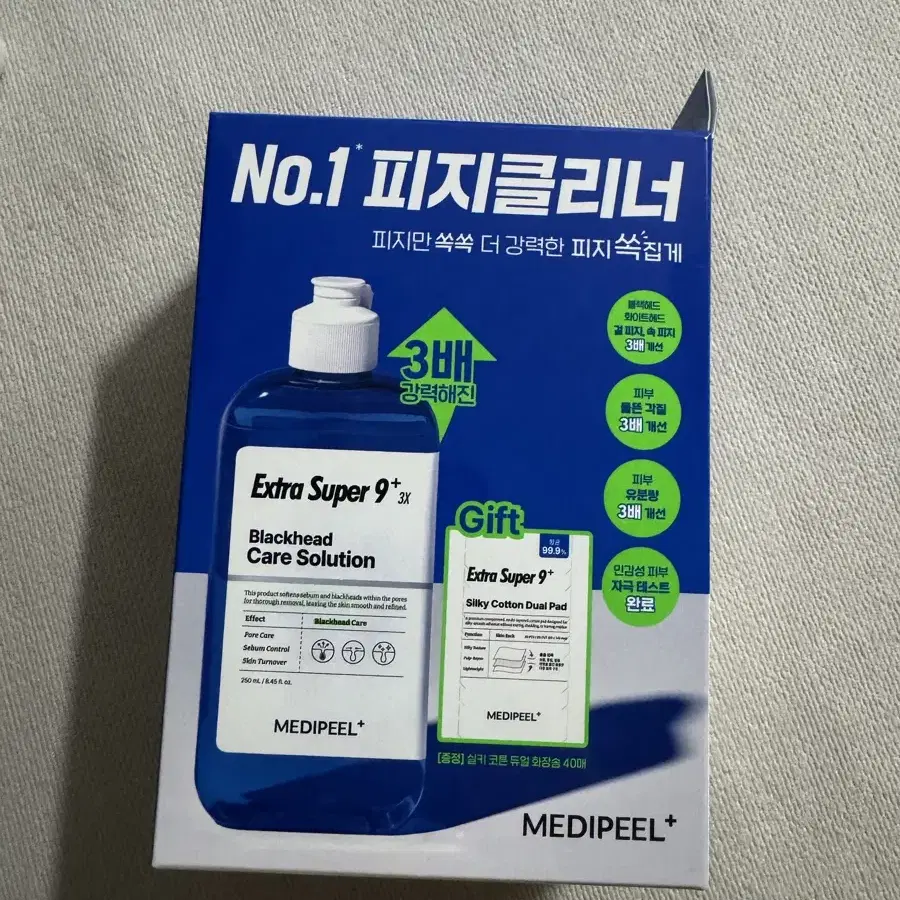 No.1* 피지클리너
피지만 쏙쏙 더 강력한 피지 쏙 집게
블랙헤드
화이트헤드
겉 피지, 속 피지
3배 개선
3배
강력해진
피부
들뜬 각질
3배 개선
피부
유분량
3배 개선
민감성 피부
자극 테스트
완료
Extra Super 9+ 3X
Blackhead
Care Solution
This product softens sebum and blackheads within the pores
for thorough removal, leaving the skin smooth and refined.
Effect Blackhead Care
Pore Care
Sebum Control
Skin Turnover
250 mL / 8.45 fl. oz.
MEDIPEEL+
Gift
항균
99.9%
Extra Super 9+
Silky Cotton Dual Pad
Function
Silky Texture
Lightweight
MEDIPEEL+
[증정] 실키 코튼 듀얼 화장솜 40매
MEDIPEEL+